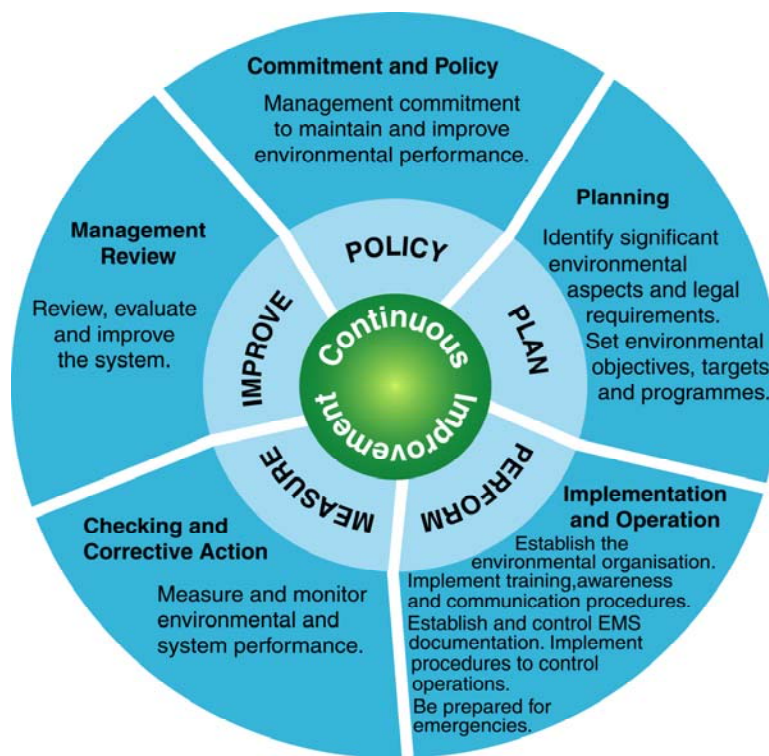 Commitment and Policy
Management commitment
to maintain and improve
environmental performance.
Planning
Identify significant
environmental
aspects and legal
requirements.
Set environmental
objectives, targets
and programmes.
Implementation
and Operation
Establish the
environmental organisation.
Implement training,awareness
and communication procedures.
Establish and control EMS
documentation. Implement
procedures to control
operations.
Be prepared for
emergencies.
Checking and
Corrective Action
Measure and monitor
environmental and
system performance.
Management
Review
Review, evaluate
and improve
the system.
POLICY
PLAN
PERFORM
MEASURE
IMPROVE
Continuous
Improvement